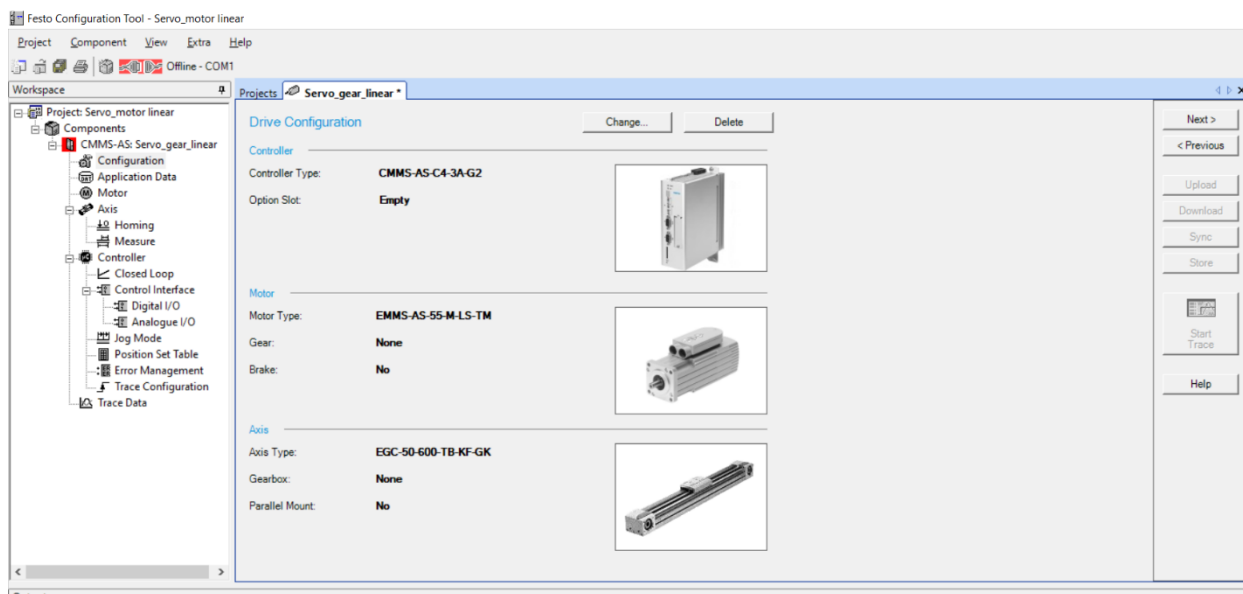 Festo Configuration Tool - Servo_motor linear
Project Component View Extra Help
Offline - COM1
Workspace
Project: Servo_motor linear
Components
CMMS-AS: Servo_gear_linear
Configuration
Application Data
Motor
Axis
Homing
Measure
Controller
Closed Loop
Control Interface
Digital I/O
Analogue I/O
Jog Mode
Position Set Table
Error Management
Trace Configuration
Trace Data
Projects Servo_gear_linear *
Drive Configuration Change... Delete
Controller
Controller Type: CMMS-AS-C4-3A-G2
Option Slot: Empty
Motor
Motor Type: EMMS-AS-55-M-LS-TM
Gear: None
Brake: No
Axis
Axis Type: EGC-50-600-TB-KF-GK
Gearbox: None
Parallel Mount: No
Next >
< Previous
Upload
Download
Sync
Store
Start
Trace
Help